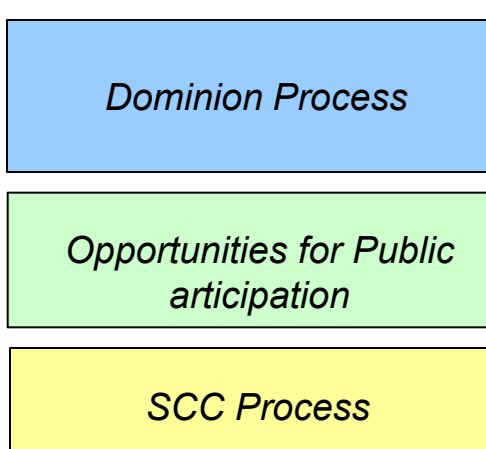 Dominion Process
Opportunities for Public
articipation
SCC Process